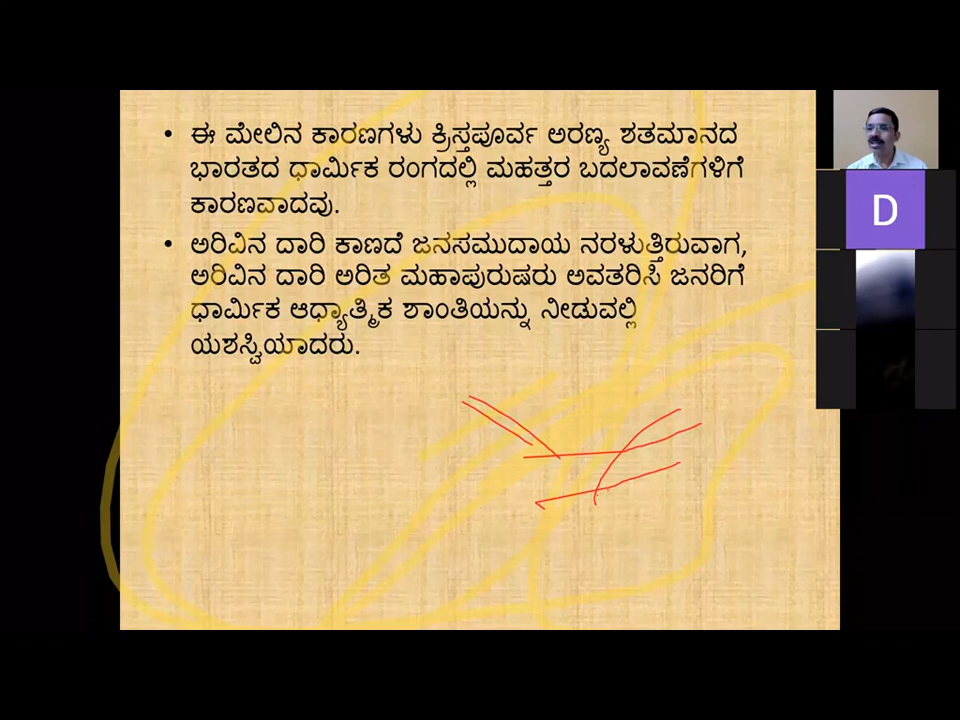 • ಈ ಮೇಲಿನ ಕಾರಣಗಳು ಕ್ರಿಸ್ತಪೂರ್ವ ಅರಣ್ಯ ಶತಮಾನದ
ಭಾರತದ ಧಾರ್ಮಿಕ ರಂಗದಲ್ಲಿ ಮಹತ್ತರ ಬದಲಾವಣೆಗಳಿಗೆ
ಕಾರಣವಾದವು.
• ಅರಿವಿನ ದಾರಿ ಕಾಣದೆ ಜನಸಮುದಾಯ ನರಳುತ್ತಿರುವಾಗ,
ಅರಿವಿನ ದಾರಿ ಅರಿತ ಮಹಾಪುರುಷರು ಅವತರಿಸಿ ಜನರಿಗೆ
ಧಾರ್ಮಿಕ ಆಧ್ಯಾತ್ಮಿಕ ಶಾಂತಿಯನ್ನು ನೀಡುವಲ್ಲಿ
ಯಶಸ್ವಿಯಾದರು.
D